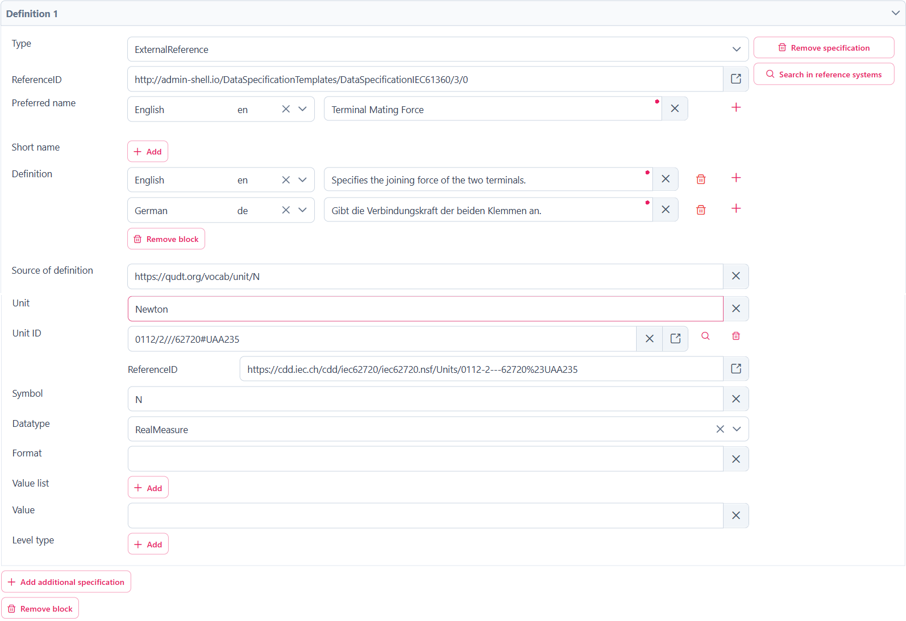 Definition 1
Type
ExternalReference
Remove specification
ReferenceID
http://admin-shell.io/DataSpecificationTemplates/DataSpecificationIEC61360/3/0
Search in reference systems
Preferred name
English en
Terminal Mating Force
Short name
Add
Definition
English en
Specifies the joining force of the two terminals.
German de
Gibt die Verbindungskraft der beiden Klemmen an.
Remove block
Source of definition
https://qudt.org/vocab/unit/N
Unit
Newton
Unit ID
0112/2///62720#UAA235
ReferenceID
https://cdd.iec.ch/cdd/iec62720/iec62720.nsf/Units/0112-2---62720%23UAA235
Symbol
N
Datatype
RealMeasure
Format
Value list
Add
Value
Level type
Add
Add additional specification
Remove block